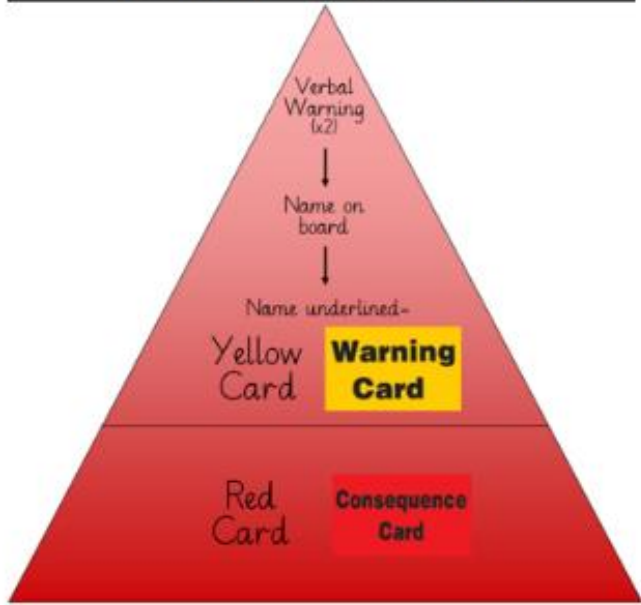 Verbal
Warning
(x2)
Name on
board
Name underlined=
Yellow
Card
Warning
Card
Red
Card
Consequence
Card